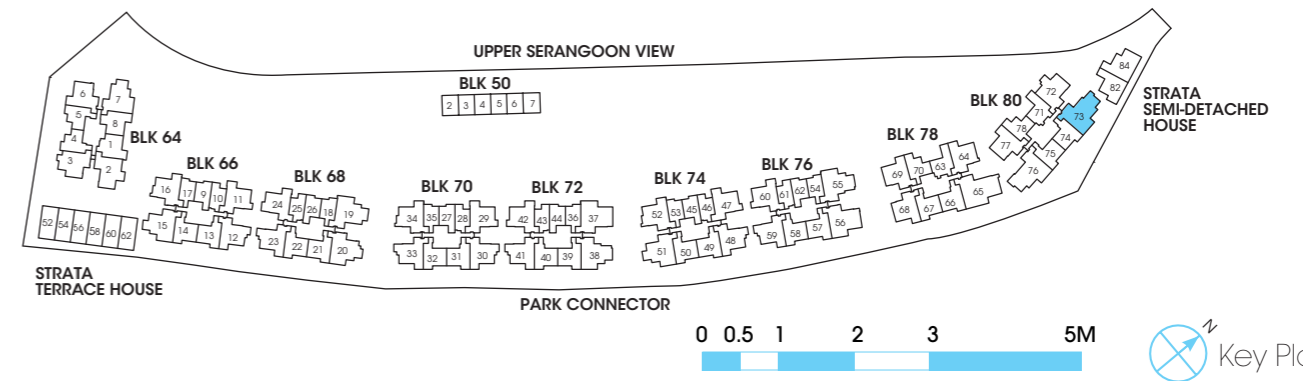 UPPER SERANGOON VIEW
BLK 50
2 3 4 5 6 7
BLK 64
6 7
5 8
4 1
3 2
BLK 66
16 17 9 10 11
15 14 13 12
BLK 68
24 25 26 18 19
23 22 21 20
BLK 70
34 35 27 28 29
33 32 31 30
BLK 72
42 43 44 36 37
41 40 39 38
BLK 74
52 53 45 46 47
51 50 49 48
BLK 76
60 61 62 54 55
59 58 57 56
BLK 78
69 70 63 64
68 67 66 65
BLK 80
72
71 73
78 74
77 75
76
84
82
STRATA
SEMI-DETACHED
HOUSE
52 54 56 58 60 62
STRATA
TERRACE HOUSE
PARK CONNECTOR
0 0.5 1 2 3 5M
N
Key Pla